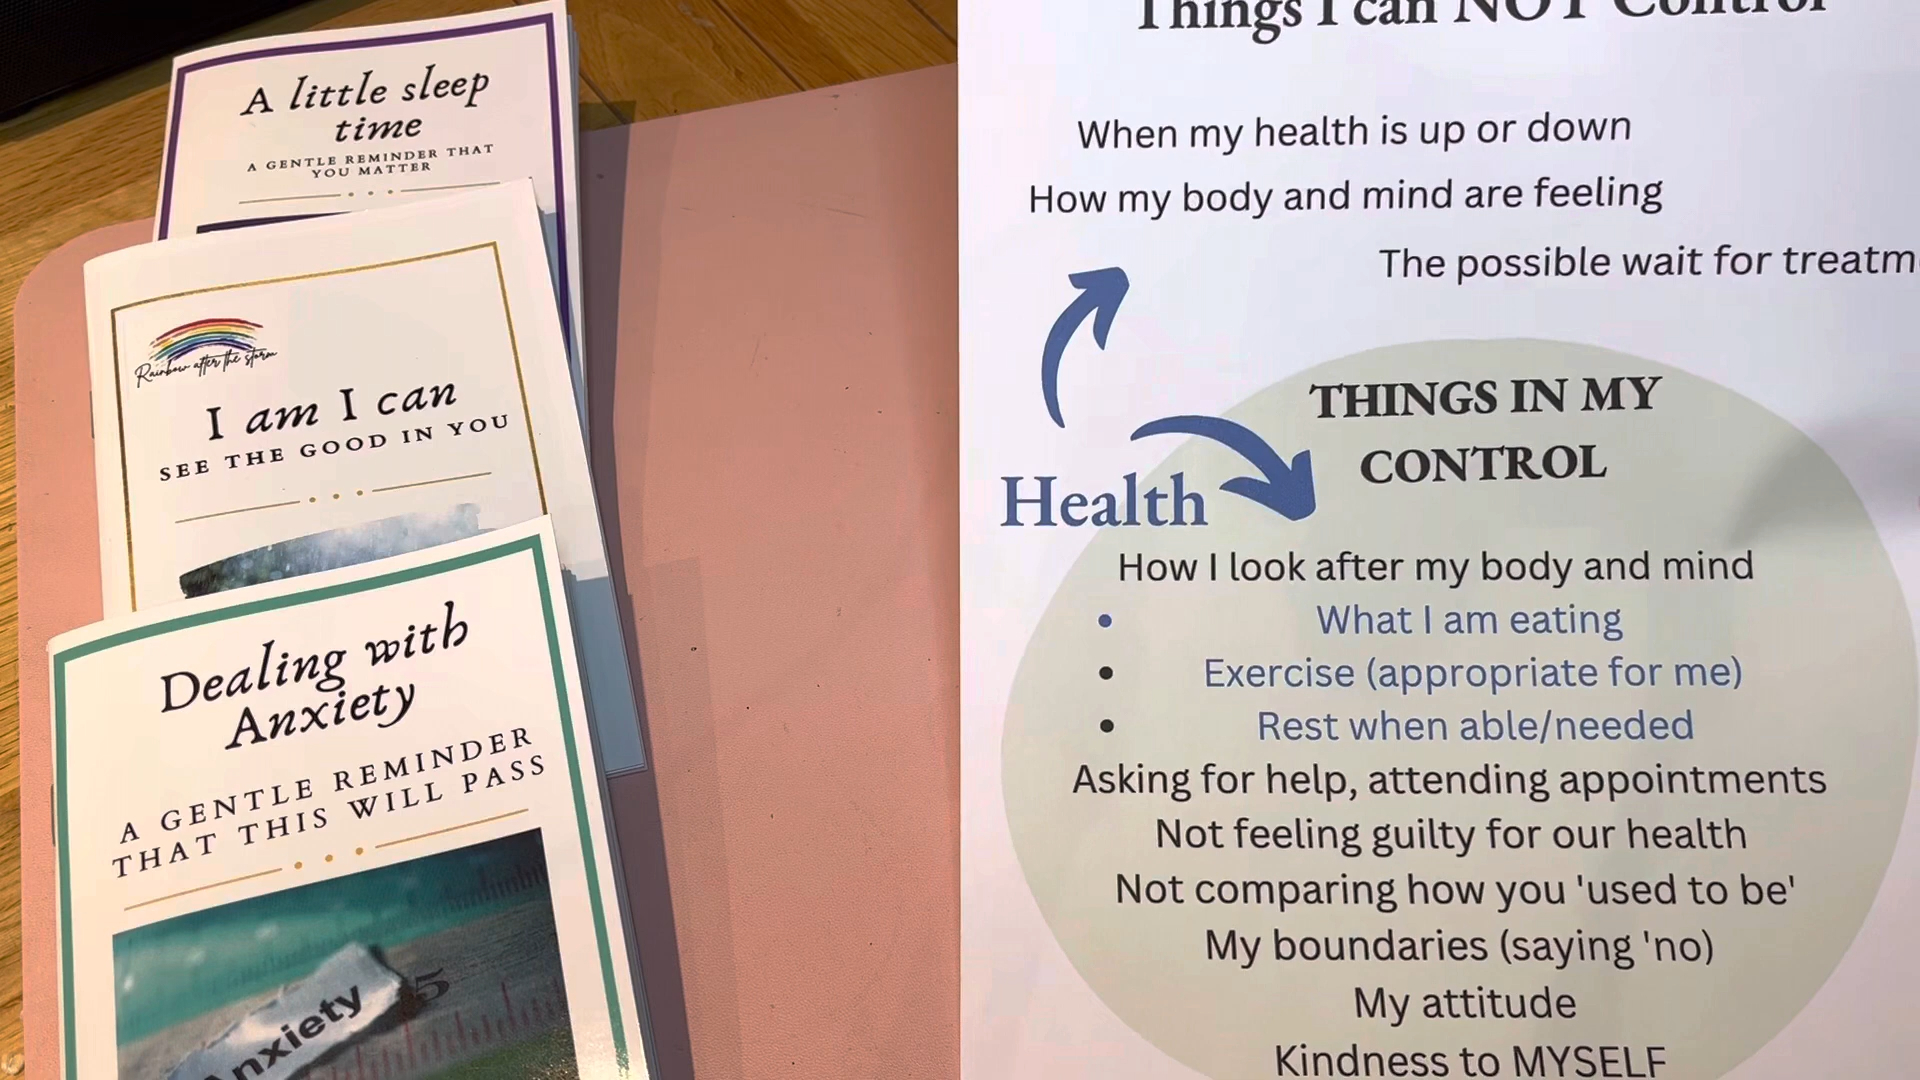 A little sleep
time
A GENTLE REMINDER THAT
YOU MATTER
Rainbow after the storm
I am I can
SEE THE GOOD IN YOU
Dealing with
Anxiety
A GENTLE REMINDER
THAT THIS WILL PASS
Anxiety
5
Things I can NOT Control
When my health is up or down
How my body and mind are feeling
The possible wait for treatm
THINGS IN MY
CONTROL
Health
How I look after my body and mind
• What I am eating
• Exercise (appropriate for me)
• Rest when able/needed
Asking for help, attending appointments
Not feeling guilty for our health
Not comparing how you 'used to be'
My boundaries (saying 'no)
My attitude
Kindness to MYSELF